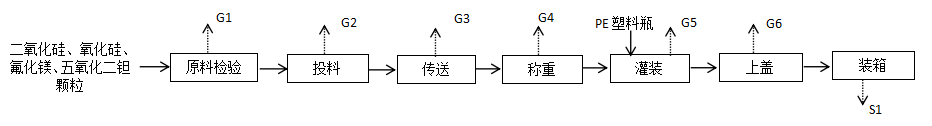 G1
G2
G3
G4
PE 塑料瓶
G5
G6
二氧化硅、氧化硅、
氟化镁、五氧化二钽
颗粒
原料检验
投料
传送
称重
灌装
上盖
装箱
S1